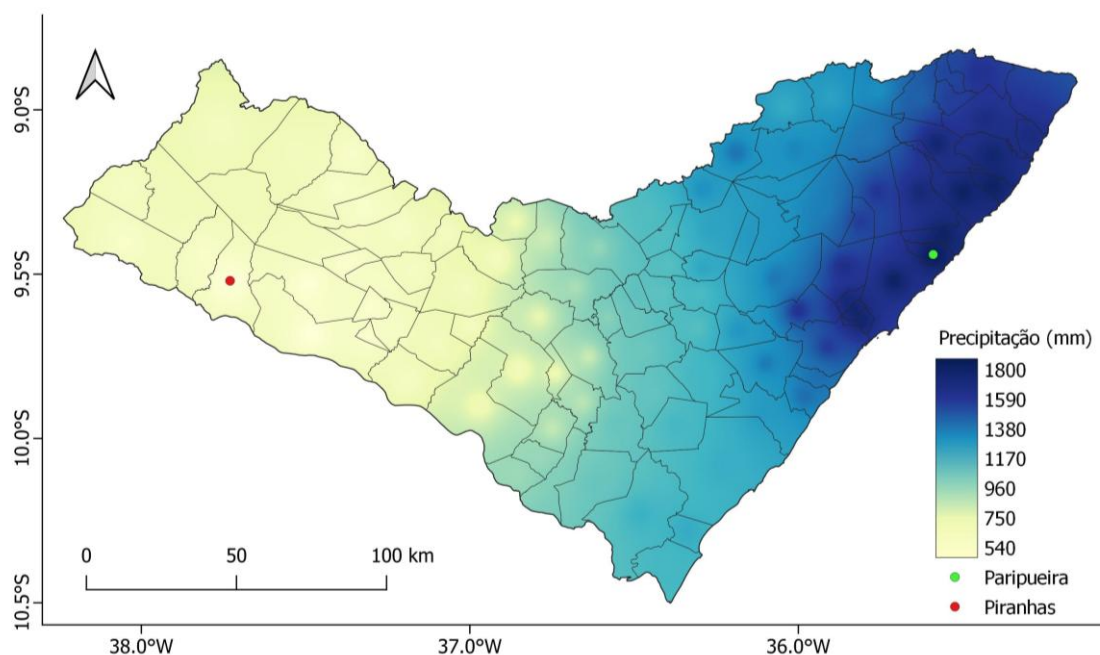 9.0°S
9.5°S
10.0°S
10.5°S
38.0°W
37.0°W
36.0°W
0
50
100 km
Precipitação (mm)
1800
1590
1380
1170
960
750
540
Paripueira
Piranhas